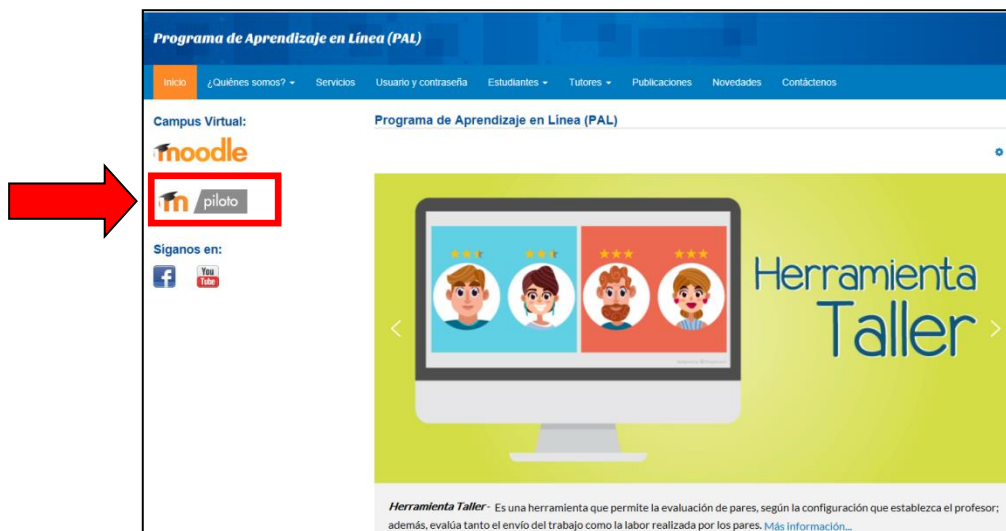 Programa de Aprendizaje en Línea (PAL)
Inicio ¿Quiénes somos? Servicios Usuario y contraseña Estudiantes Tutores Publicaciones Novedades Contáctenos
Campus Virtual:
moodle
m piloto
Síganos en:
f You Tube
Programa de Aprendizaje en Línea (PAL)
Herramienta
Taller
Herramienta Taller- Es una herramienta que permite la evaluación de pares, según la configuración que establezca el profesor;
además, evalúa tanto el envío del trabajo como la labor realizada por los pares. Más información...